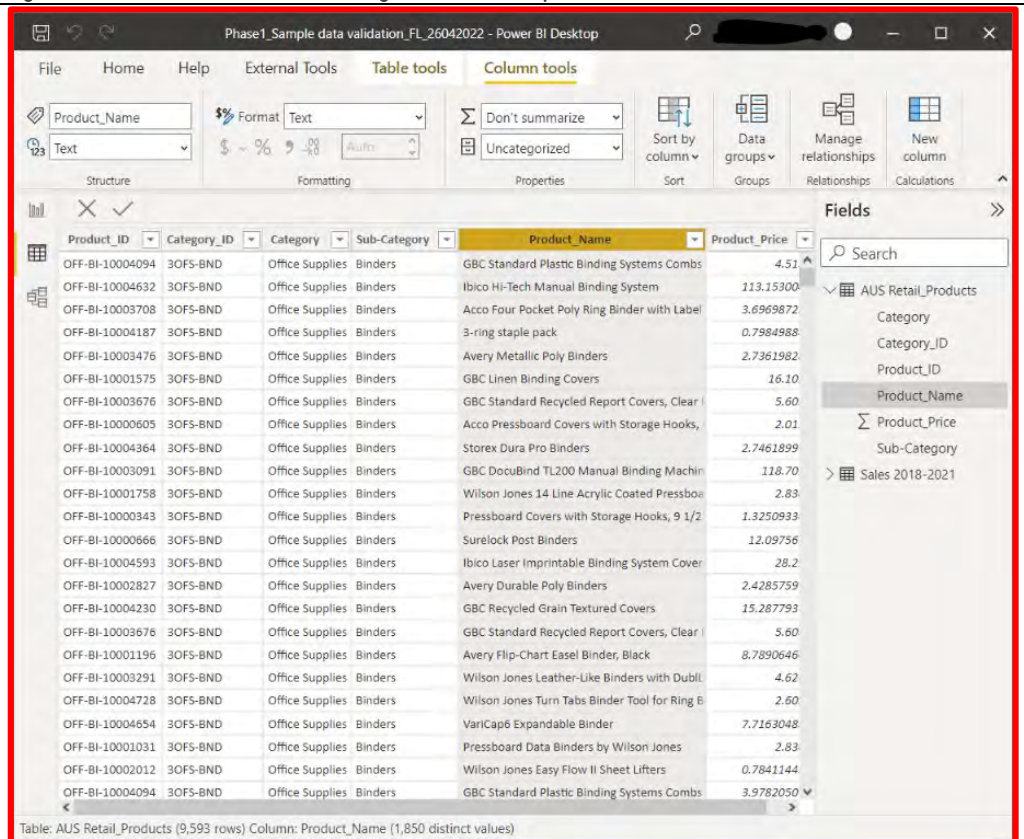 Phase1_Sample data validation_FL_26042022 - Power BI Desktop
File Home Help External Tools Table tools Column tools
Product_Name $% Format Text Σ Don't summarize
Text $ % 9 Auto Uncategorized
Sort by column Data groups Manage relationships New column
Structure Formatting Properties Sort Groups Relationships Calculations
Product_ID Category_ID Category Sub-Category Product_Name Product_Price
OFF-BI-10004094 3OFS-BND Office Supplies Binders GBC Standard Plastic Binding Systems Combs 4.51
OFF-BI-10004632 3OFS-BND Office Supplies Binders Ibico Hi-Tech Manual Binding System 113.15300
OFF-BI-10003708 3OFS-BND Office Supplies Binders Acco Four Pocket Poly Ring Binder with Label 3.6969872
OFF-BI-10004187 3OFS-BND Office Supplies Binders 3-ring staple pack 0.7984988
OFF-BI-10003476 3OFS-BND Office Supplies Binders Avery Metallic Poly Binders 2.7361982
OFF-BI-10001575 3OFS-BND Office Supplies Binders GBC Linen Binding Covers 16.10
OFF-BI-10003676 3OFS-BND Office Supplies Binders GBC Standard Recycled Report Covers, Clear 5.60
OFF-BI-10000605 3OFS-BND Office Supplies Binders Acco Pressboard Covers with Storage Hooks, 2.01
OFF-BI-10004364 3OFS-BND Office Supplies Binders Storex Dura Pro Binders 2.7461899
OFF-BI-10003091 3OFS-BND Office Supplies Binders GBC DocuBind TL200 Manual Binding Machin 118.70
OFF-BI-10001758 3OFS-BND Office Supplies Binders Wilson Jones 14 Line Acrylic Coated Pressboa 2.83
OFF-BI-10000343 3OFS-BND Office Supplies Binders Pressboard Covers with Storage Hooks, 9 1/2 1.3250933
OFF-BI-10000666 3OFS-BND Office Supplies Binders Surelock Post Binders 12.09756
OFF-BI-10004593 3OFS-BND Office Supplies Binders Ibico Laser Imprintable Binding System Cover 28.2
OFF-BI-10002827 3OFS-BND Office Supplies Binders Avery Durable Poly Binders 2.4285759
OFF-BI-10004230 3OFS-BND Office Supplies Binders GBC Recycled Grain Textured Covers 15.287793
OFF-BI-10003676 3OFS-BND Office Supplies Binders GBC Standard Recycled Report Covers, Clear 5.60
OFF-BI-10001196 3OFS-BND Office Supplies Binders Avery Flip-Chart Easel Binder, Black 8.7890646
OFF-BI-10003291 3OFS-BND Office Supplies Binders Wilson Jones Leather-Like Binders with DublL 4.62
OFF-BI-10004728 3OFS-BND Office Supplies Binders Wilson Jones Turn Tabs Binder Tool for Ring B 2.60
OFF-BI-10004654 3OFS-BND Office Supplies Binders VariCap6 Expandable Binder 7.7163048
OFF-BI-10001031 3OFS-BND Office Supplies Binders Pressboard Data Binders by Wilson Jones 2.83
OFF-BI-10002012 3OFS-BND Office Supplies Binders Wilson Jones Easy Flow II Sheet Lifters 0.7841144
OFF-BI-10004094 3OFS-BND Office Supplies Binders GBC Standard Plastic Binding Systems Combs 3.9782050
Fields
Search
AUS Retail_Products
Category
Category_ID
Product_ID
Product_Name
Σ Product_Price
Sub-Category
Sales 2018-2021
Table: AUS Retail_Products (9,593 rows) Column: Product_Name (1,850 distinct values)